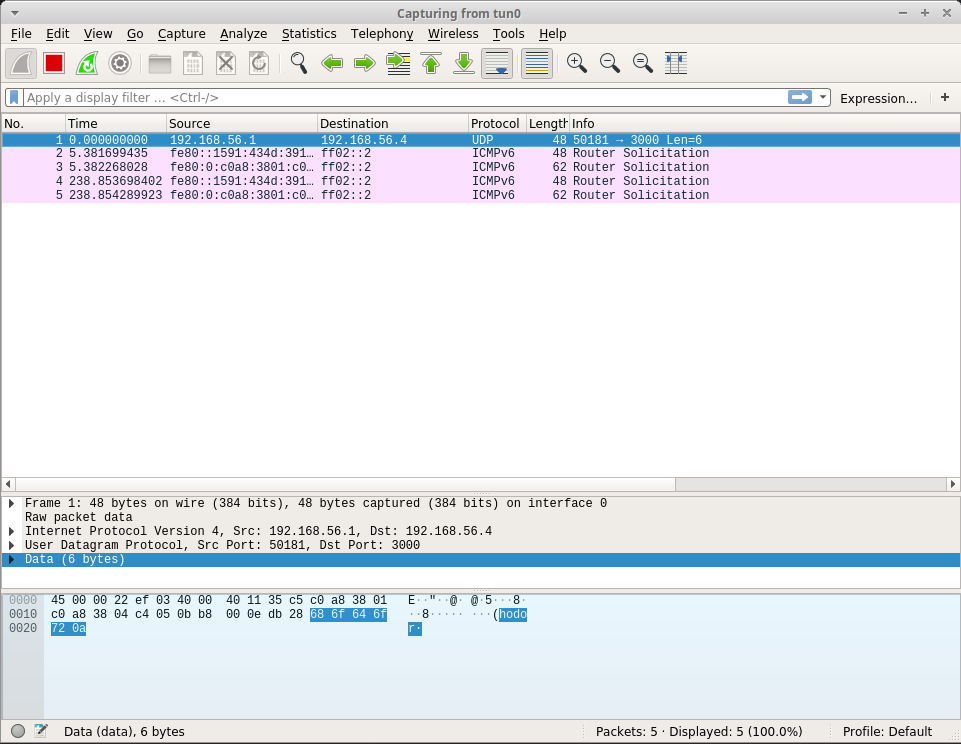 Capturing from tun0
File Edit View Go Capture Analyze Statistics Telephony Wireless Tools Help
Apply a display filter ... <Ctrl-/> Expression... +
No. Time Source Destination Protocol Length Info
1 0.000000000 192.168.56.1 192.168.56.4 UDP 48 50181 → 3000 Len=6
2 5.381699435 fe80::1591:434d:391… ff02::2 ICMPv6 48 Router Solicitation
3 5.382268028 fe80:0:c0a8:3801:c0… ff02::2 ICMPv6 62 Router Solicitation
4 238.853698402 fe80::1591:434d:391… ff02::2 ICMPv6 48 Router Solicitation
5 238.854289923 fe80:0:c0a8:3801:c0… ff02::2 ICMPv6 62 Router Solicitation
Frame 1: 48 bytes on wire (384 bits), 48 bytes captured (384 bits) on interface 0
Raw packet data
Internet Protocol Version 4, Src: 192.168.56.1, Dst: 192.168.56.4
User Datagram Protocol, Src Port: 50181, Dst Port: 3000
Data (6 bytes)
0000 45 00 00 22 ef 03 40 00 40 11 35 c5 c0 a8 38 01 E··"··@· @·5···8·
0010 c0 a8 38 04 c4 05 0b b8 00 0e db 28 68 6f 64 6f ··8····· ···(hodo
0020 72 0a r·
Data (data), 6 bytes Packets: 5 · Displayed: 5 (100.0%) Profile: Default